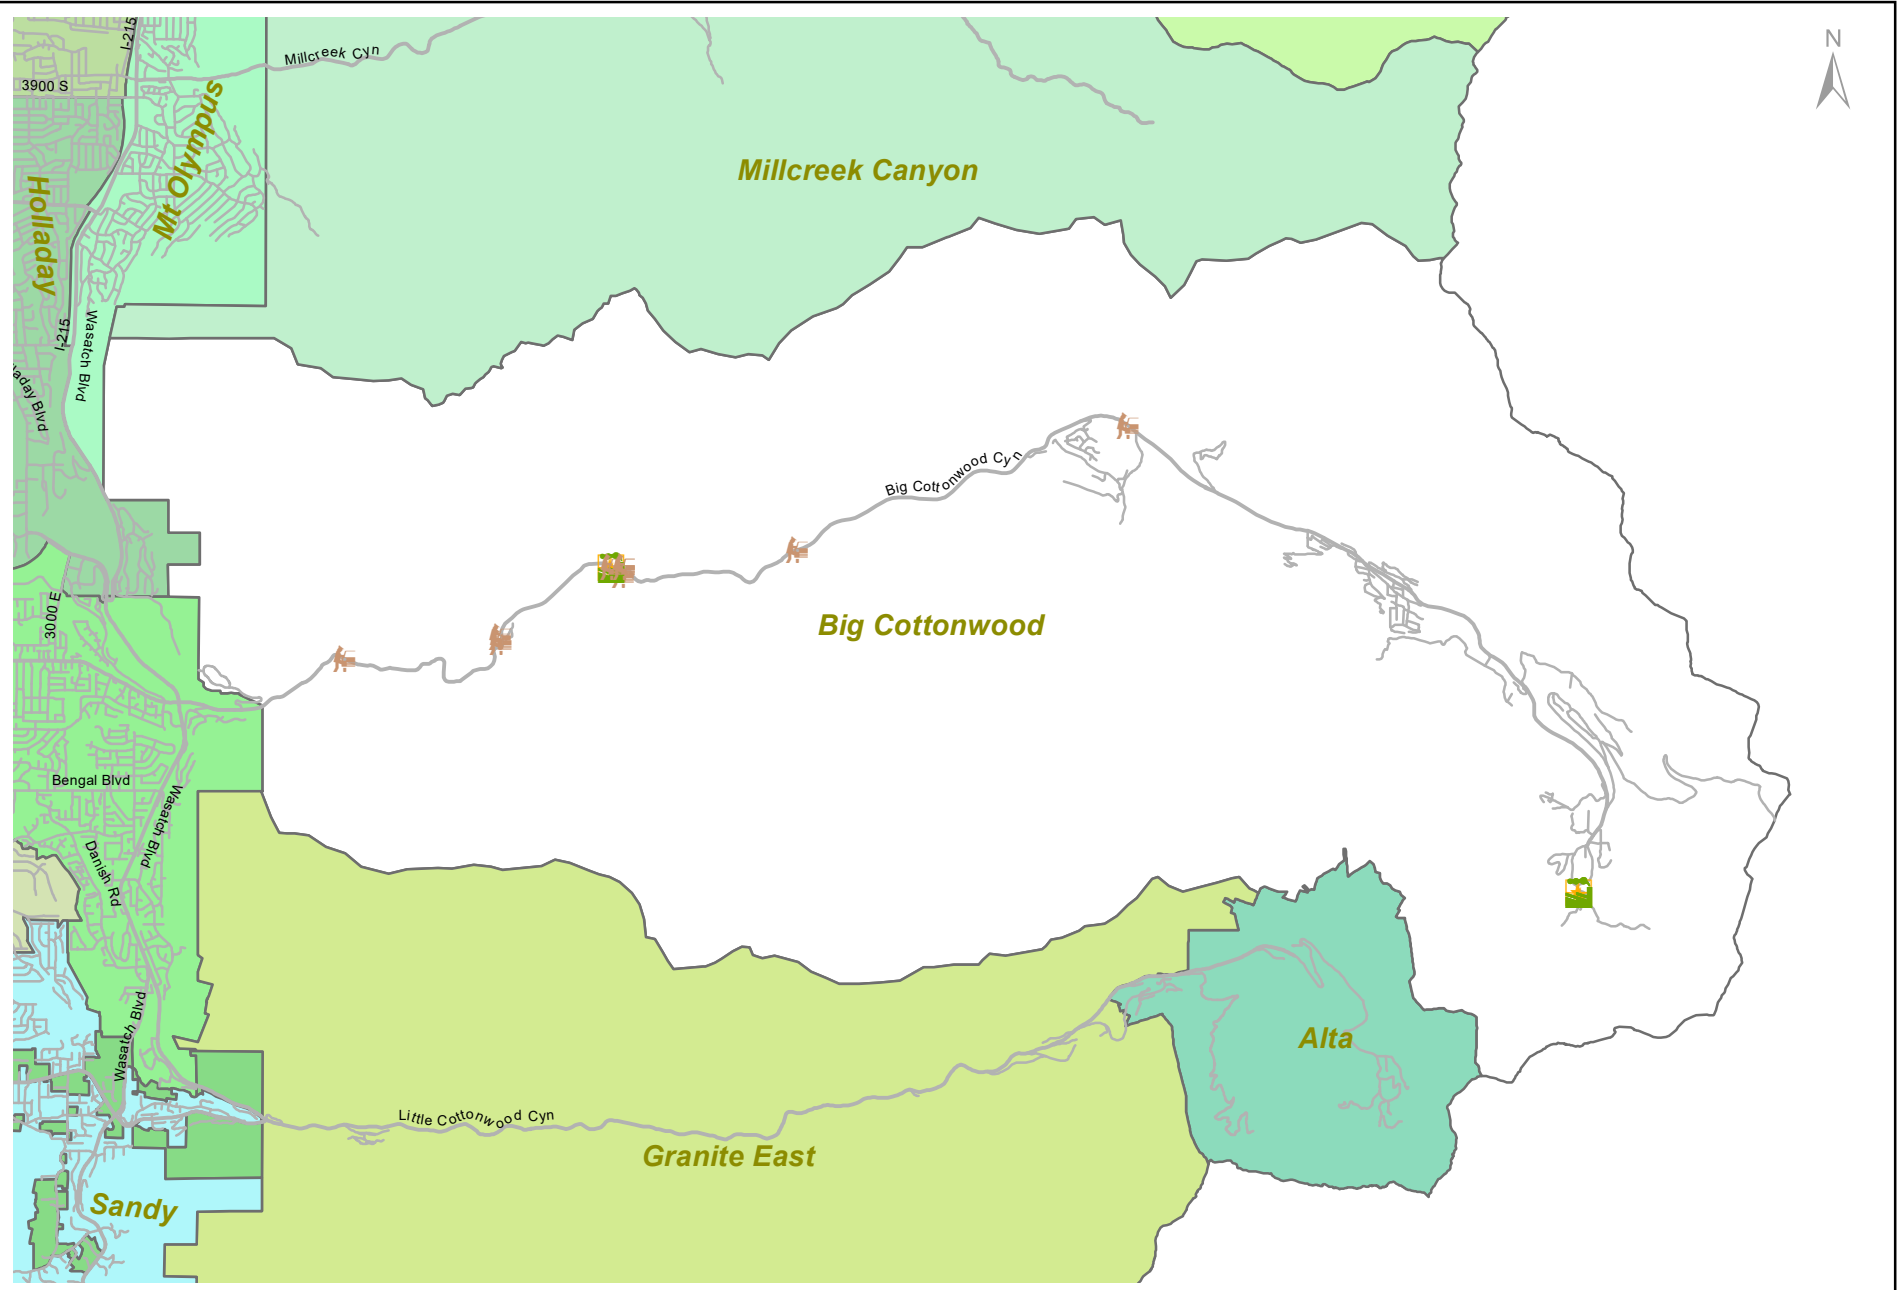 N
I-215
Millcreek Cyn
3900 S
Mt Olympus
Millcreek Canyon
Holladay
I-215
Wasatch Blvd
aday Blvd
Big Cottonwood Cyn
3000 E
Big Cottonwood
Bengal Blvd
Wasatch Blvd
Danish Rd
Wasatch Blvd
Alta
Little Cottonwood Cyn
Granite East
Sandy